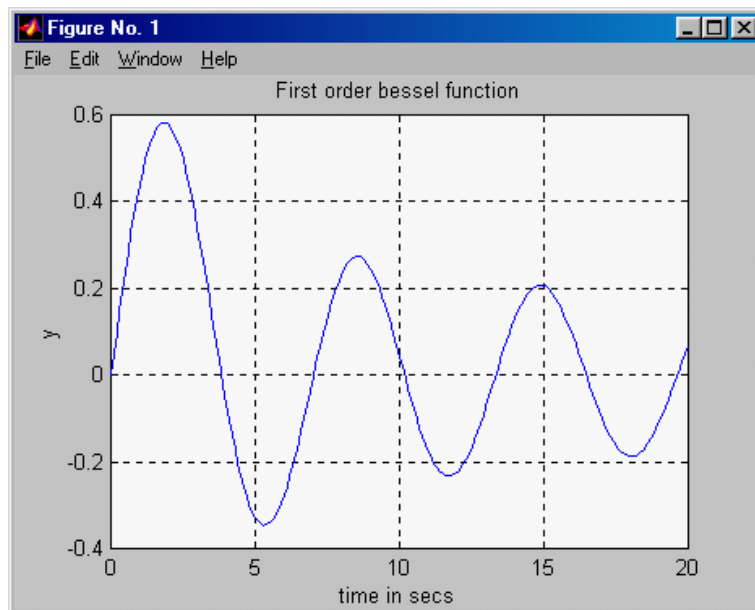 Figure No. 1
File Edit Window Help
First order bessel function
0.6
0.4
0.2
0
-0.2
-0.4
y
0 5 10 15 20
time in secs